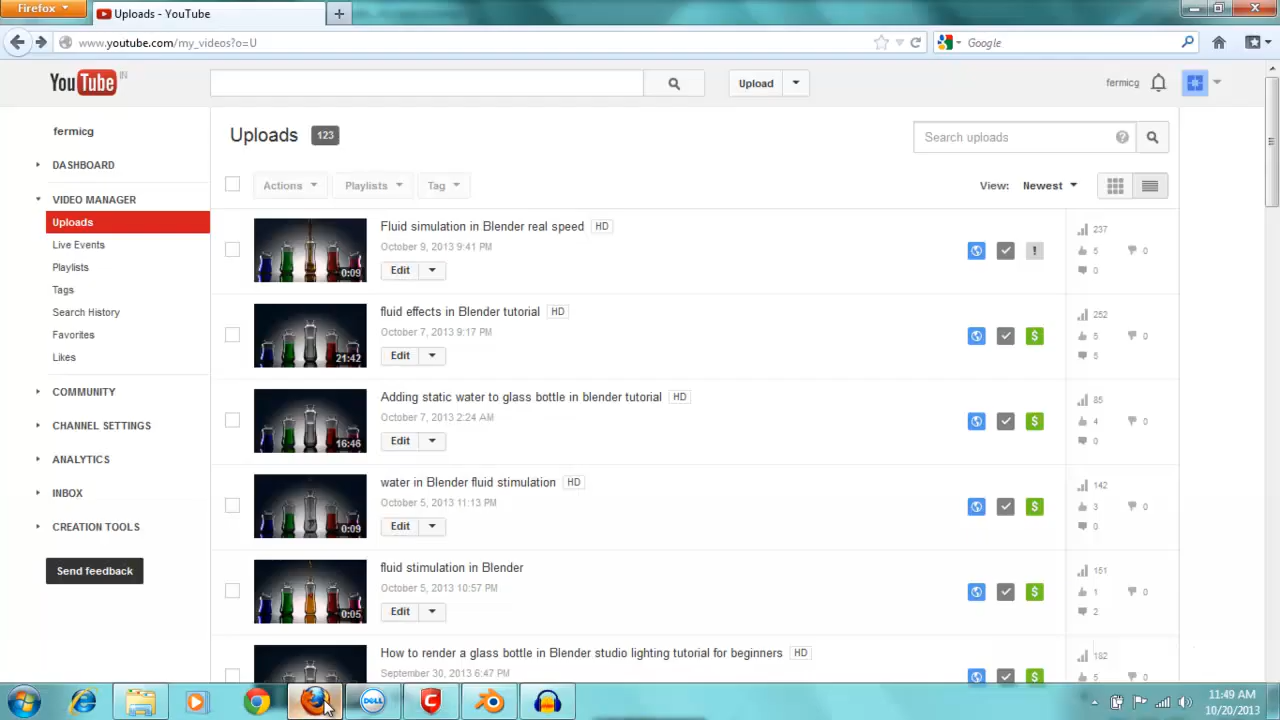 Firefox
Uploads - YouTube
www.youtube.com/my_videos?o=U
Google
YouTube IN
Upload
fermicg
fermicg
Uploads 123
Search uploads
DASHBOARD
Actions
Playlists
Tag
View: Newest
VIDEO MANAGER
Uploads
Live Events
Playlists
Tags
Search History
Favorites
Likes
COMMUNITY
CHANNEL SETTINGS
ANALYTICS
INBOX
CREATION TOOLS
Send feedback
0:09
Fluid simulation in Blender real speed HD
October 9, 2013 9:41 PM
Edit
237
5 0
0
21:42
fluid effects in Blender tutorial HD
October 7, 2013 9:17 PM
Edit
$
252
5 0
5
16:46
Adding static water to glass bottle in blender tutorial HD
October 7, 2013 2:24 AM
Edit
$
85
4 0
0
0:09
water in Blender fluid stimulation HD
October 5, 2013 11:13 PM
Edit
$
142
3 0
0
0:05
fluid stimulation in Blender
October 5, 2013 10:57 PM
Edit
$
151
1 0
2
How to render a glass bottle in Blender studio lighting tutorial for beginners HD
September 30, 2013 6:47 PM
$
182
5 0
DELL
11:49 AM
10/20/2013